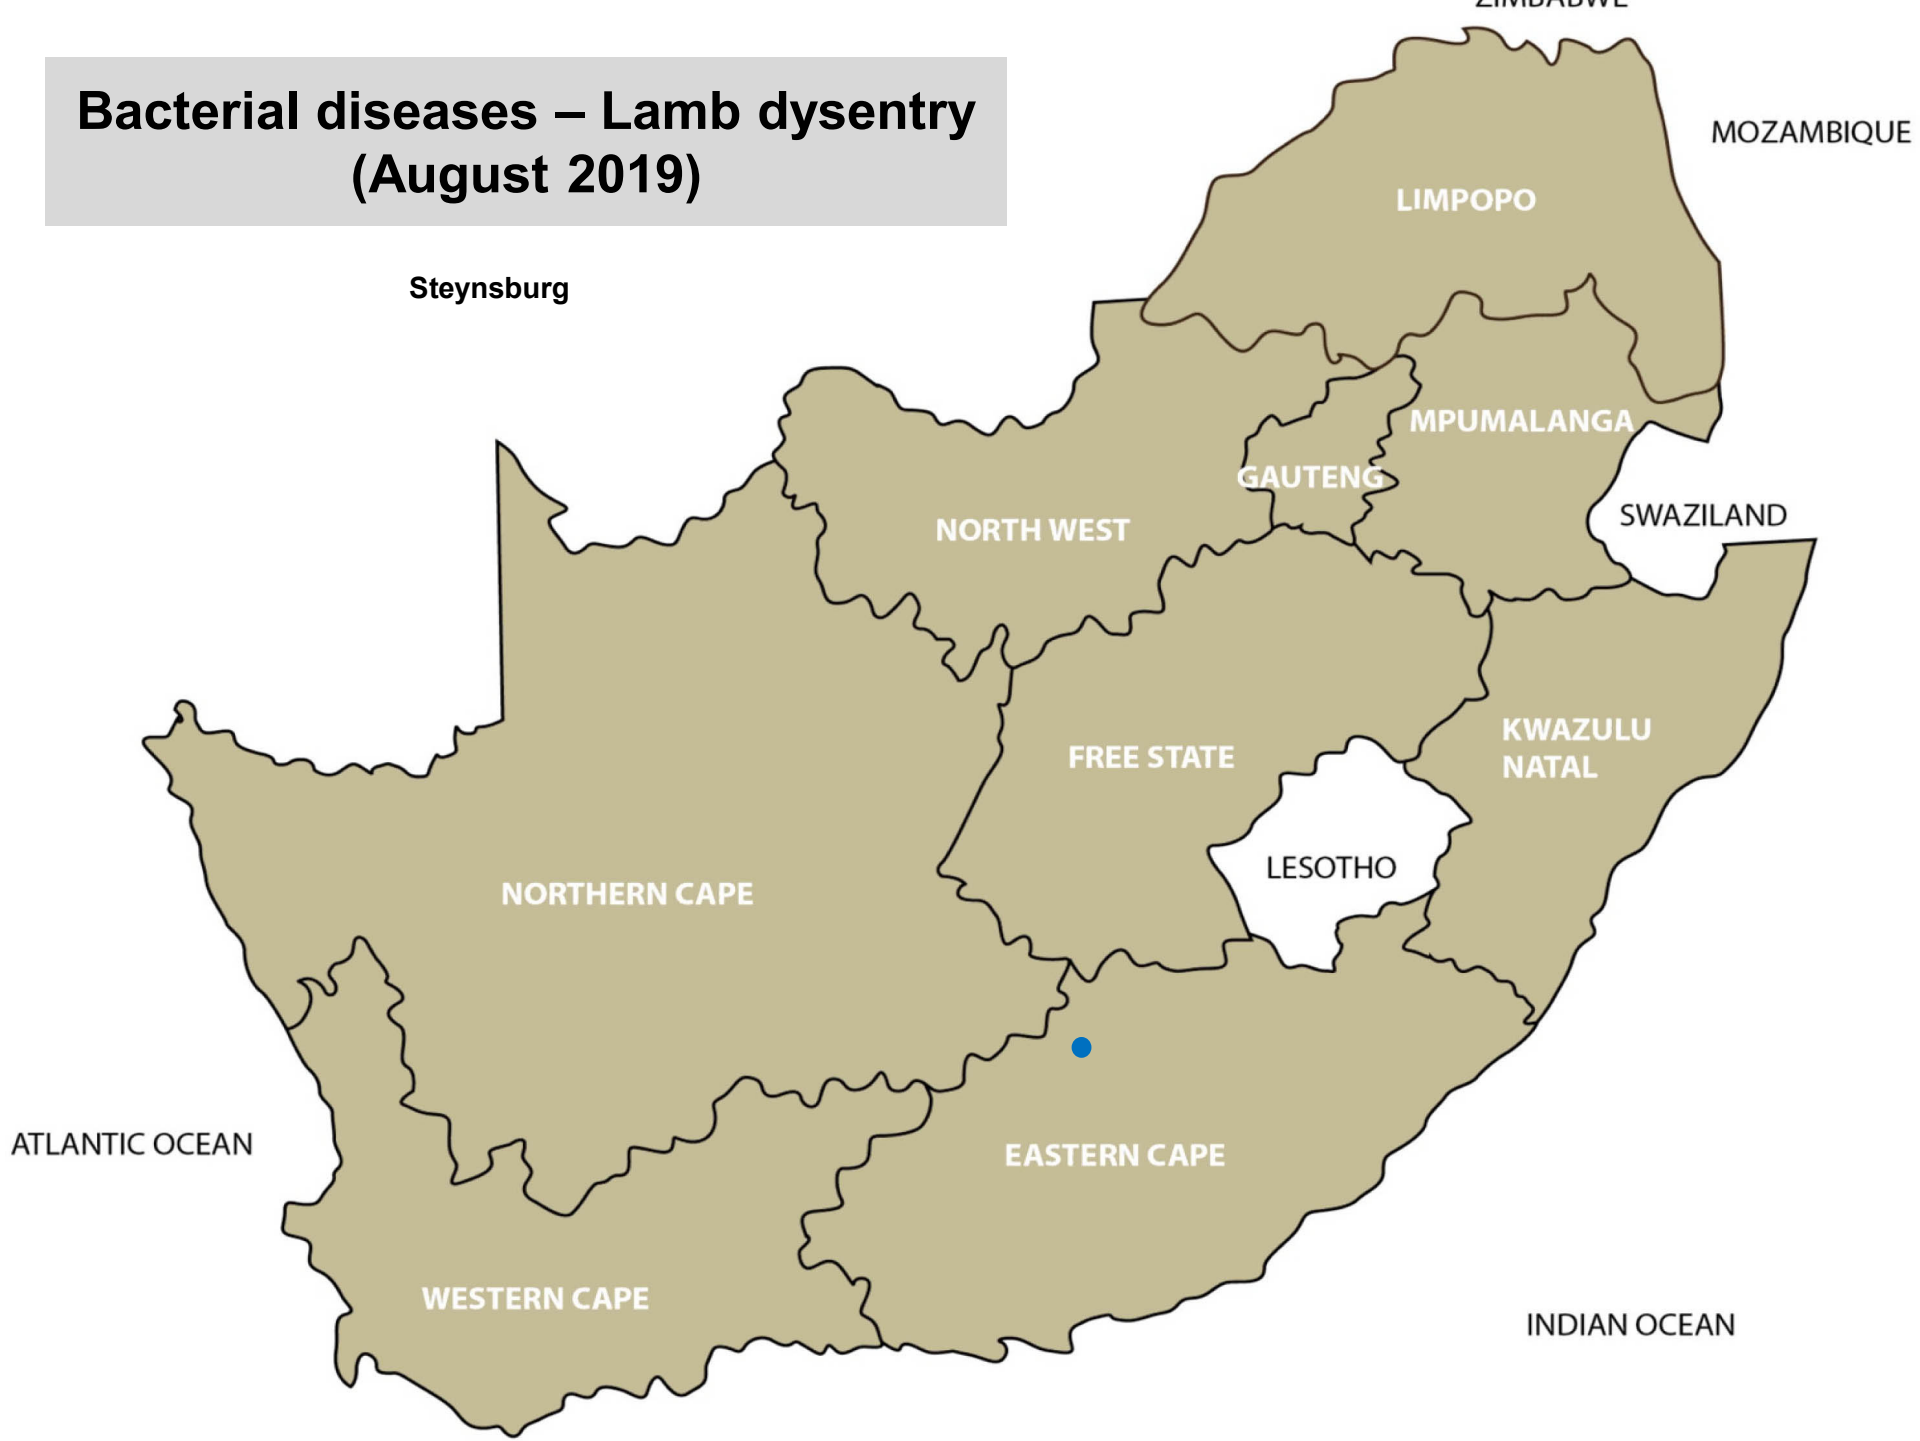 ZIMBABWE
Bacterial diseases – Lamb dysentry
(August 2019)
MOZAMBIQUE
LIMPOPO
Steynsburg
MPUMALANGA
GAUTENG
SWAZILAND
NORTH WEST
KWAZULU
NATAL
FREE STATE
LESOTHO
NORTHERN CAPE
ATLANTIC OCEAN
EASTERN CAPE
WESTERN CAPE
INDIAN OCEAN